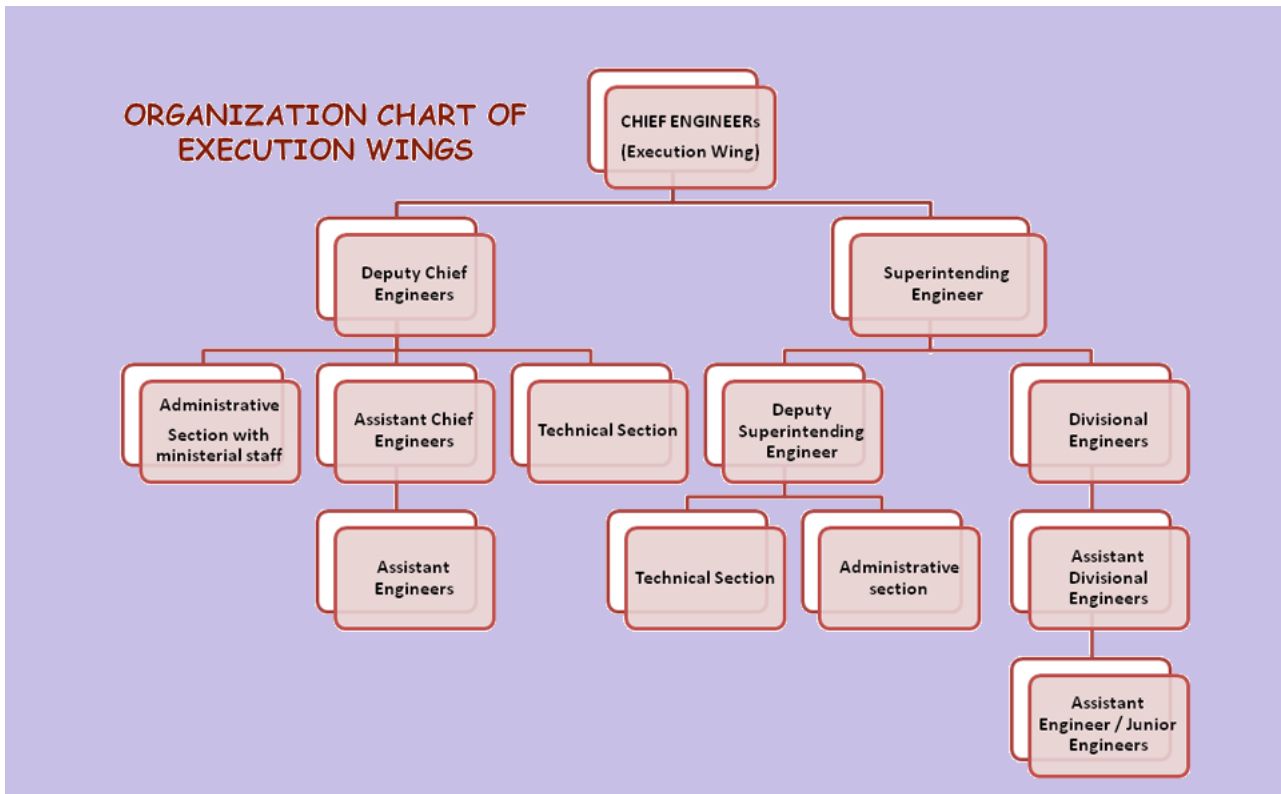 ORGANIZATION CHART OF
EXECUTION WINGS
CHIEF ENGINEERs
(Execution Wing)
Deputy Chief
Engineers
Superintending
Engineer
Administrative
Section with
ministerial staff
Assistant Chief
Engineers
Technical Section
Deputy
Superintending
Engineer
Divisional
Engineers
Assistant
Engineers
Technical Section
Administrative
section
Assistant
Divisional
Engineers
Assistant
Engineer / Junior
Engineers